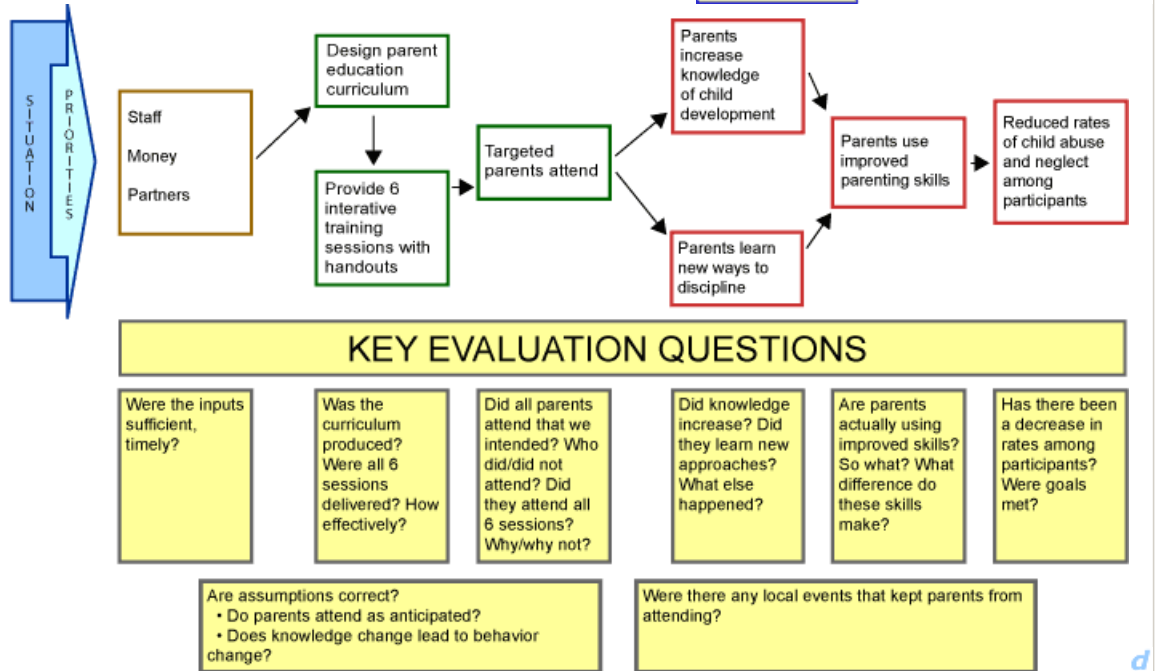 SITUATION
PRIORITIES
Staff
Money
Partners
Design parent
education
curriculum
Provide 6
interative
training
sessions with
handouts
Targeted
parents attend
Parents
increase
knowledge
of child
development
Parents learn
new ways to
discipline
Parents use
improved
parenting skills
Reduced rates
of child abuse
and neglect
among
participants
KEY EVALUATION QUESTIONS
Were the inputs
sufficient,
timely?
Was the
curriculum
produced?
Were all 6
sessions
delivered? How
effectively?
Did all parents
attend that we
intended? Who
did/did not
attend? Did
they attend all
6 sessions?
Why/why not?
Did knowledge
increase? Did
they learn new
approaches?
What else
happened?
Are parents
actually using
improved skills?
So what? What
difference do
these skills
make?
Has there been
a decrease in
rates among
participants?
Were goals
met?
Are assumptions correct?
• Do parents attend as anticipated?
• Does knowledge change lead to behavior
change?
Were there any local events that kept parents from
attending?
d